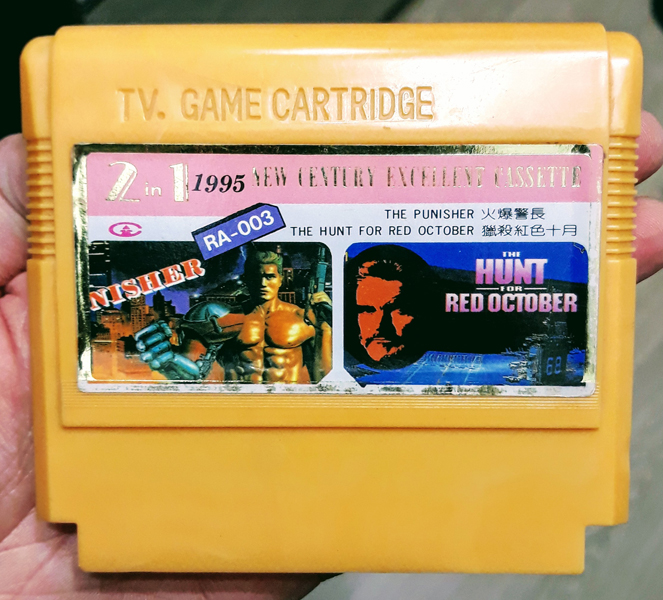 TV. GAME CARTRIDGE
2 in 1 1995 NEW CENTURY EXCELLENT CASSETTE
THE PUNISHER 火爆警長
RA-003
THE HUNT FOR RED OCTOBER 獵殺紅色十月
NISHER
THE
HUNT
FOR
RED OCTOBER
68